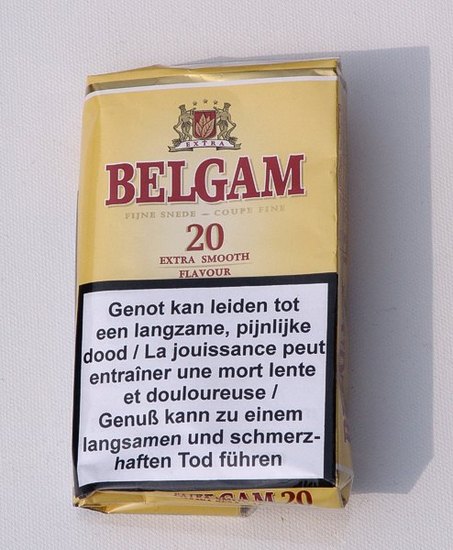 EXTRA
BELGAM
FIJNE SNEDE – COUPE FINE
20
EXTRA SMOOTH
FLAVOUR
Genot kan leiden tot
een langzame, pijnlijke
dood / La jouissance peut
entraîner une mort lente
et douloureuse /
Genuß kann zu einem
langsamen und schmerz-
haften Tod führen
GAM 20